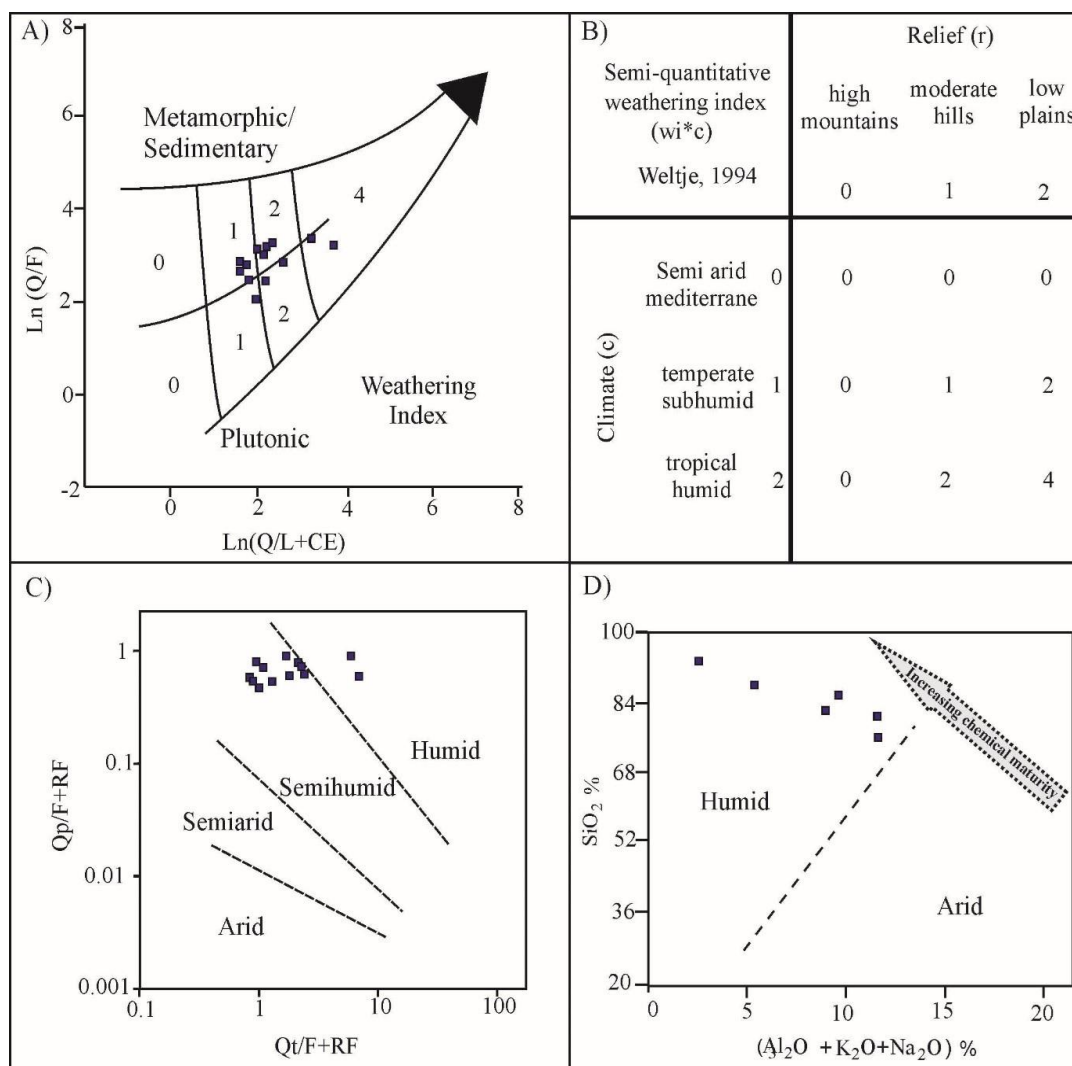 A)
8
6
4
2
0
-2
Ln (Q/F)
Metamorphic/
Sedimentary
0
1
2
4
0
1
2
Weathering
Index
Plutonic
0 2 4 6 8
Ln(Q/L+CE)
B)
Semi-quantitative
weathering index
(wi*c)
Weltje, 1994
Relief (r)
high
mountains
moderate
hills
low
plains
0 1 2
Climate (c)
Semi arid
mediterrane
0 0 0 0
temperate
subhumid
1 0 1 2
tropical
humid
2 0 2 4
C)
1
0.1
0.01
0.001
Qp/F+RF
Humid
Semihumid
Semiarid
Arid
0.1 1 10 100
Qt/F+RF
D)
100
84
68
52
36
20
SiO2 %
Increasing chemical maturity
Humid
Arid
0 5 10 15 20
(Al2O +K2O+Na2O) %